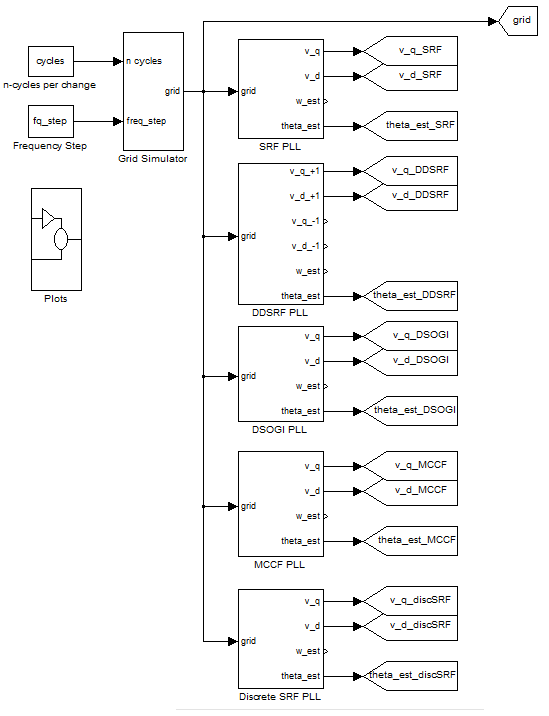 grid
cycles
n-cycles per change
fq_step
Frequency Step
n cycles
grid
freq_step
Grid Simulator
Plots
grid
v_q
v_d
w_est
theta_est
SRF PLL
v_q_SRF
v_d_SRF
theta_est_SRF
grid
v_q_+1
v_d_+1
v_q_-1
v_d_-1
w_est
theta_est
DDSRF PLL
v_q_DDSRF
v_d_DDSRF
theta_est_DDSRF
grid
v_q
v_d
w_est
theta_est
DSOGI PLL
v_q_DSOGI
v_d_DSOGI
theta_est_DSOGI
grid
v_q
v_d
w_est
theta_est
MCCF PLL
v_q_MCCF
v_d_MCCF
theta_est_MCCF
grid
v_q
v_d
w_est
theta_est
Discrete SRF PLL
v_q_discSRF
v_d_discSRF
theta_est_discSRF